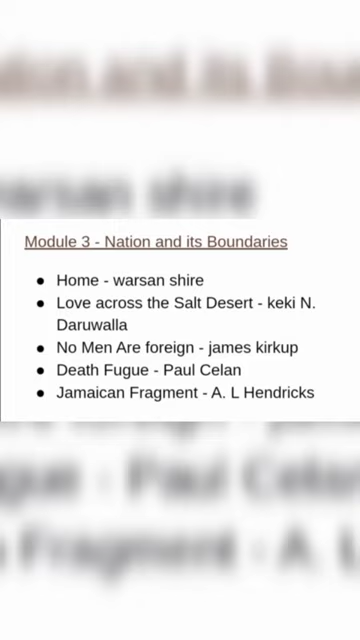 Module 3 - Nation and its Boundaries
● Home - warsan shire
● Love across the Salt Desert - keki N.
Daruwalla
● No Men Are foreign - james kirkup
● Death Fugue - Paul Celan
● Jamaican Fragment - A. L Hendricks